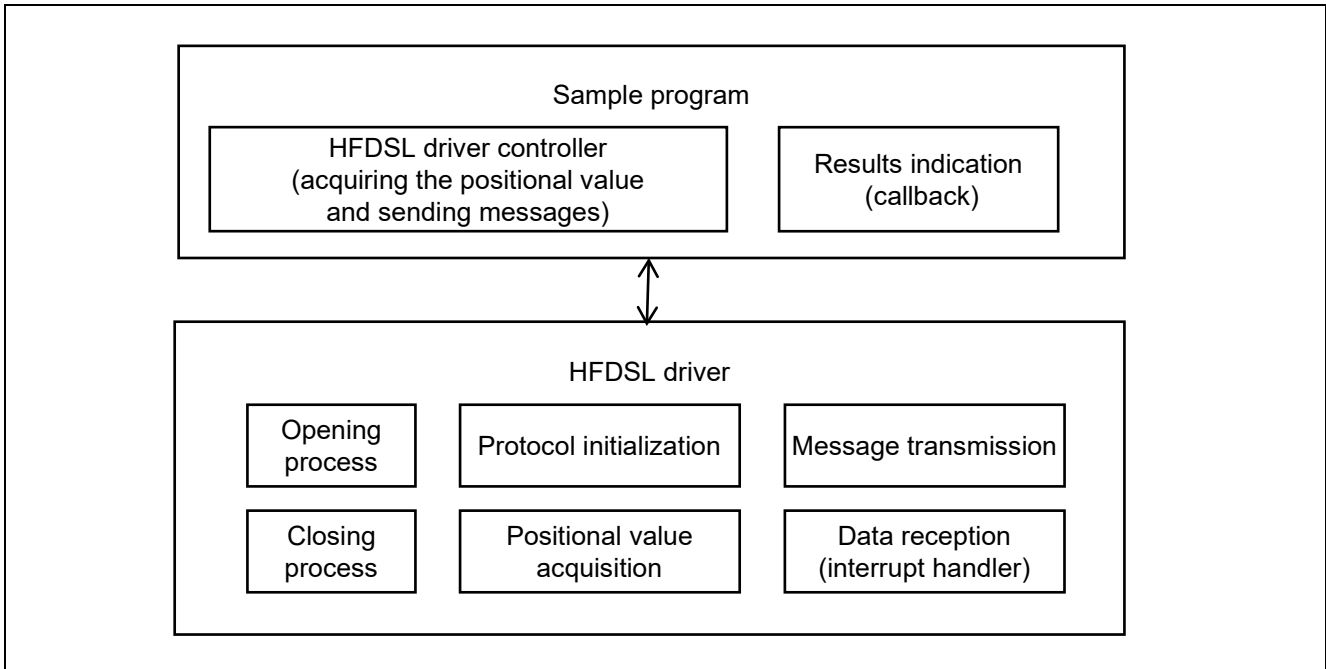 Sample program
HFDSL driver controller
(acquiring the positional value
and sending messages)
Results indication
(callback)
HFDSL driver
Opening
process
Protocol initialization
Message transmission
Closing
process
Positional value
acquisition
Data reception
(interrupt handler)